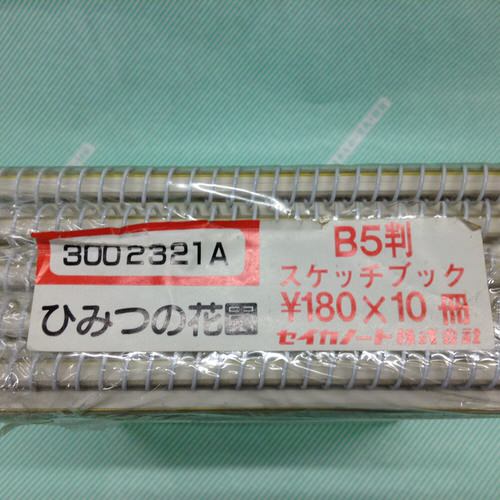 3002321A
ひみつの花園
B5判
スケッチブック
¥180×10冊
セイカノート株式会社